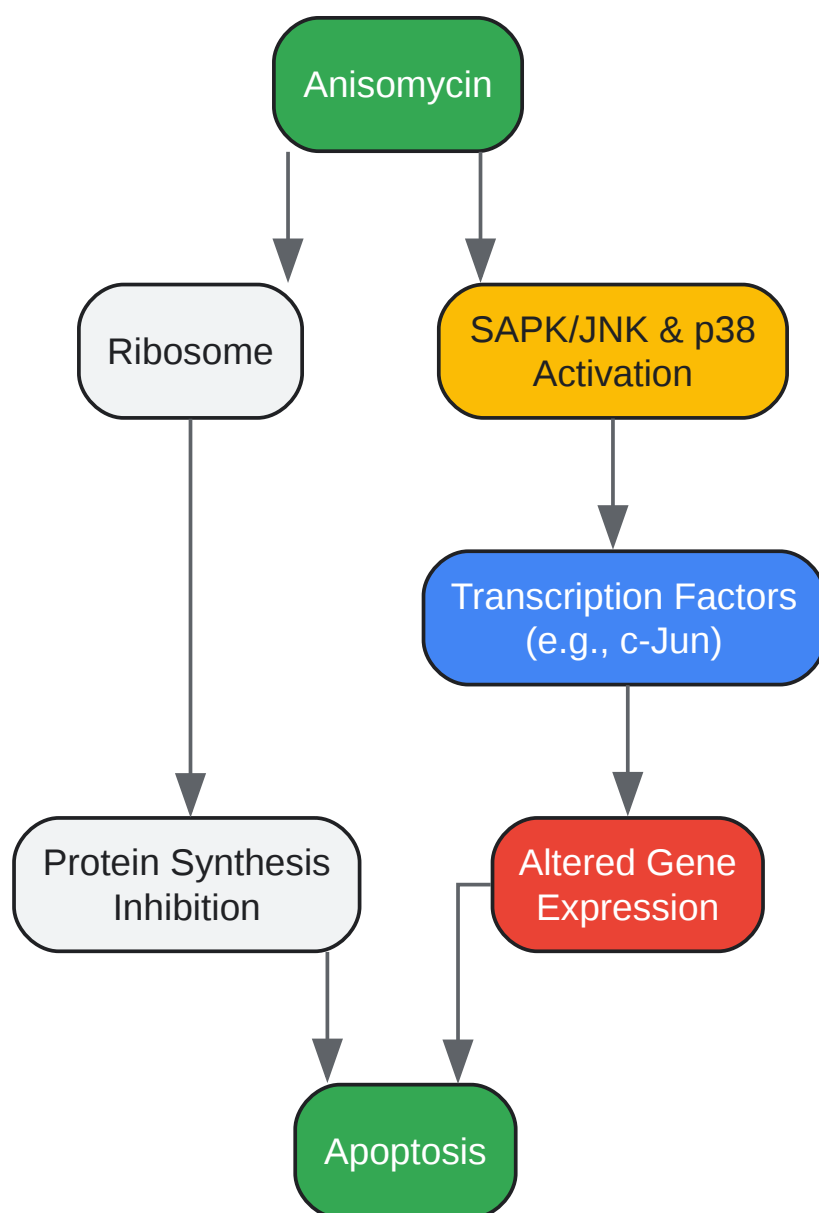 Anisomycin
Ribosome
SAPK/JNK & p38
Activation
Transcription Factors
(e.g., c-Jun)
Protein Synthesis
Inhibition
Altered Gene
Expression
Apoptosis